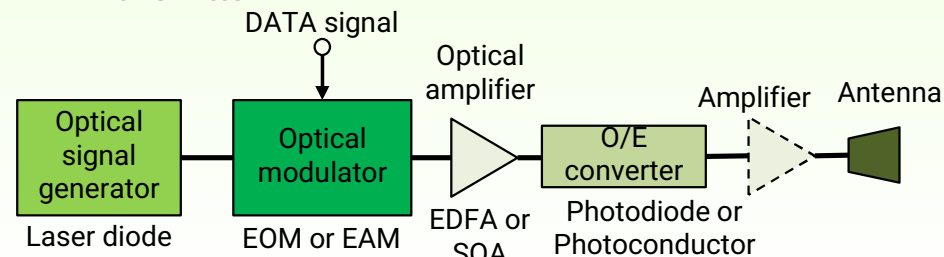 DATA signal
Optical
amplifier
Amplifier
Antenna
Optical
signal
generator
Optical
modulator
O/E
converter
Laser diode
EOM or EAM
EDFA or
SOA
Photodiode or
Photoconductor